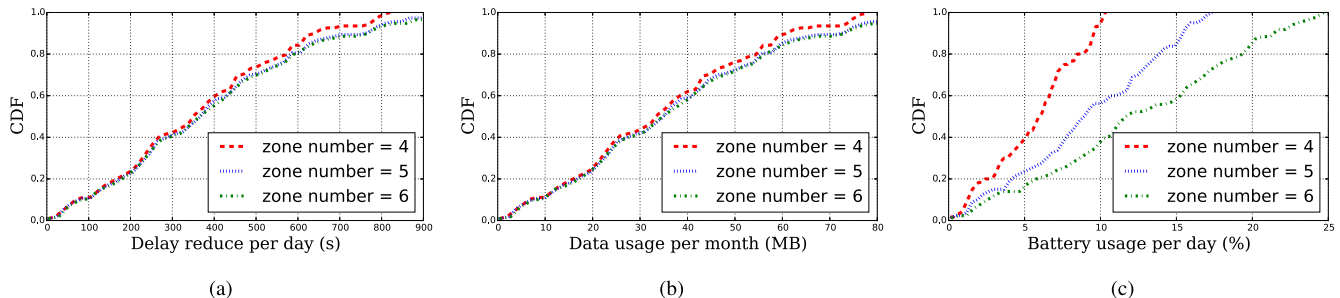 1.0
0.8
0.6
0.4
0.2
0.0
CDF
0 100 200 300 400 500 600 700 800 900
Delay reduce per day (s)
zone number = 4
zone number = 5
zone number = 6
(a)
1.0
0.8
0.6
0.4
0.2
0.0
CDF
0 10 20 30 40 50 60 70 80
Data usage per month (MB)
zone number = 4
zone number = 5
zone number = 6
(b)
1.0
0.8
0.6
0.4
0.2
0.0
CDF
0 5 10 15 20 25
Battery usage per day (%)
zone number = 4
zone number = 5
zone number = 6
(c)